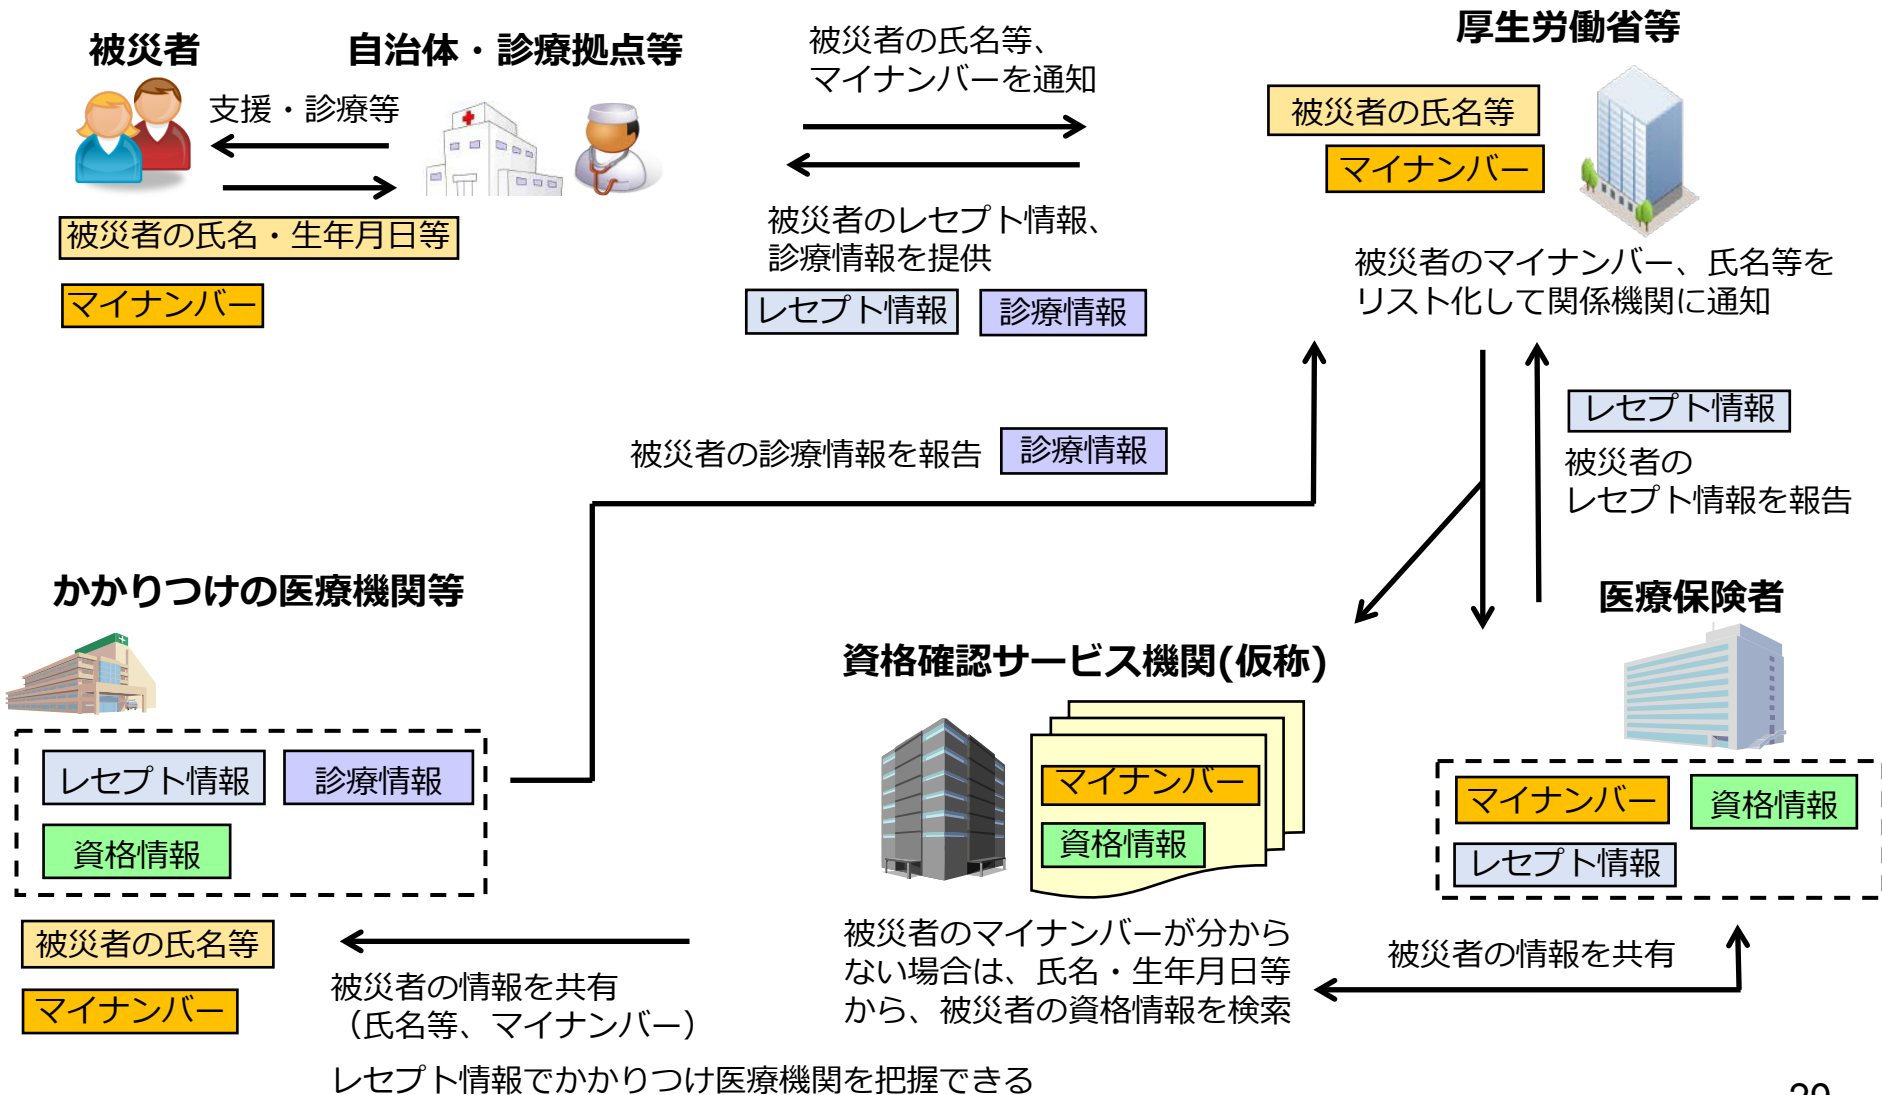 被災者
自治体・診療拠点等
被災者の氏名等、
マイナンバーを通知
厚生労働省等
支援・診療等
被災者の氏名等
マイナンバー
被災者の氏名・生年月日等
マイナンバー
被災者のレセプト情報、
診療情報を提供
レセプト情報
診療情報
被災者のマイナンバー、氏名等を
リスト化して関係機関に通知
レセプト情報
被災者の
レセプト情報を報告
被災者の診療情報を報告
診療情報
かかりつけの医療機関等
レセプト情報
診療情報
資格情報
被災者の氏名等
マイナンバー
資格確認サービス機関(仮称)
マイナンバー
資格情報
被災者のマイナンバーが分から
ない場合は、氏名・生年月日等
から、被災者の資格情報を検索
医療保険者
マイナンバー
資格情報
レセプト情報
被災者の情報を共有
被災者の情報を共有
（氏名等、マイナンバー）
レセプト情報でかかりつけ医療機関を把握できる